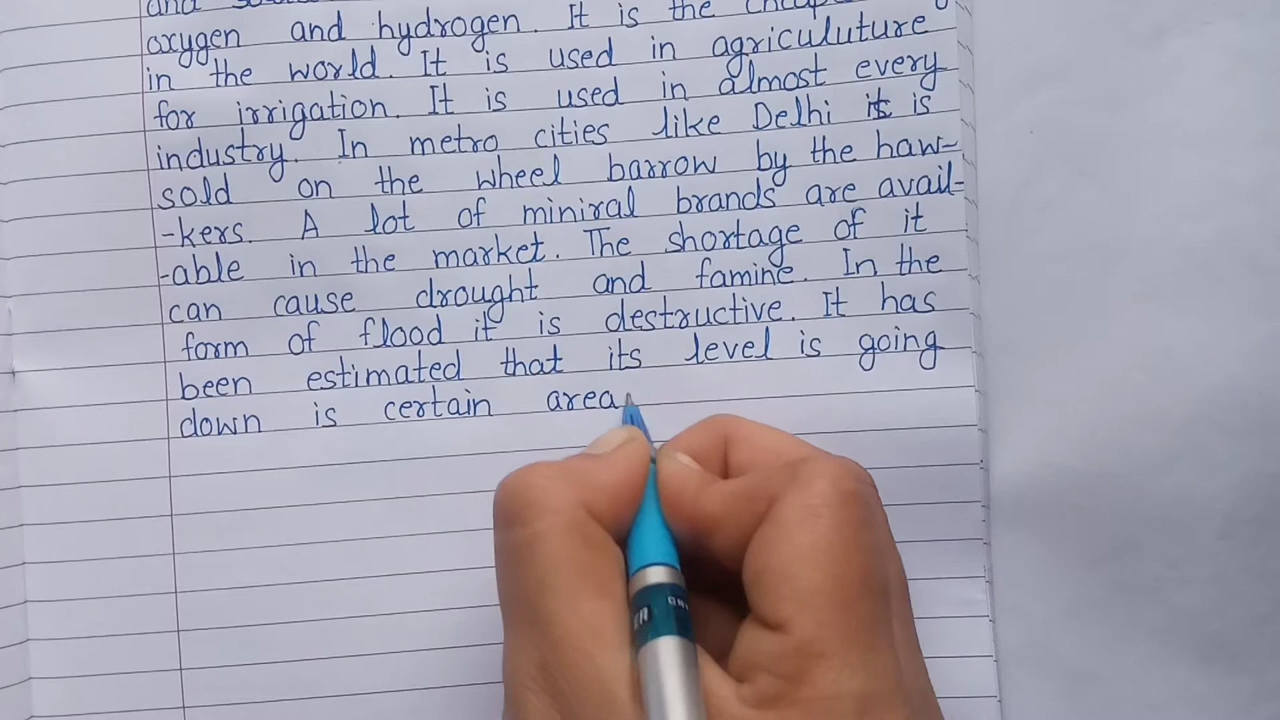 and
oxygen and hydrogen. It is the
in the world. It is used in agriculuture
for irrigation. It is used in almost every
industry. In metro cities like Delhi it is
sold on the wheel barrow by the haw-
-kers. A lot of miniral brands are avail-
-able in the market. The shortage of it
can cause drought and famine. In the
form of flood it is destructive. It has
been estimated that its level is going
down is certain area